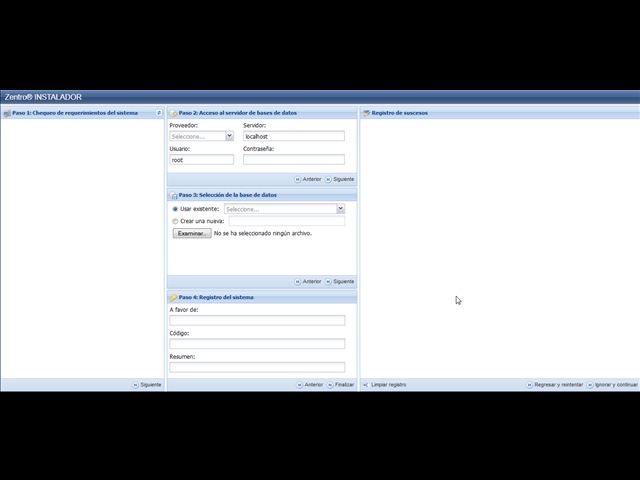 Zentro® INSTALADOR
Paso 1: Chequeo de requerimientos del sistema
Siguiente
Paso 2: Acceso al servidor de bases de datos
Proveedor: Servidor:
Seleccione... localhost
Usuario: Contraseña:
root
Anterior Siguiente
Paso 3: Selección de la base de datos
Usar existente: Seleccione...
Crear una nueva:
Examinar.. No se ha seleccionado ningún archivo.
Anterior Siguiente
Paso 4: Registro del sistema
A favor de:
Código:
Resumen:
Anterior Finalizar
Registro de suscesos
Limpiar registro Regresar y reintentar Ignorar y continuar